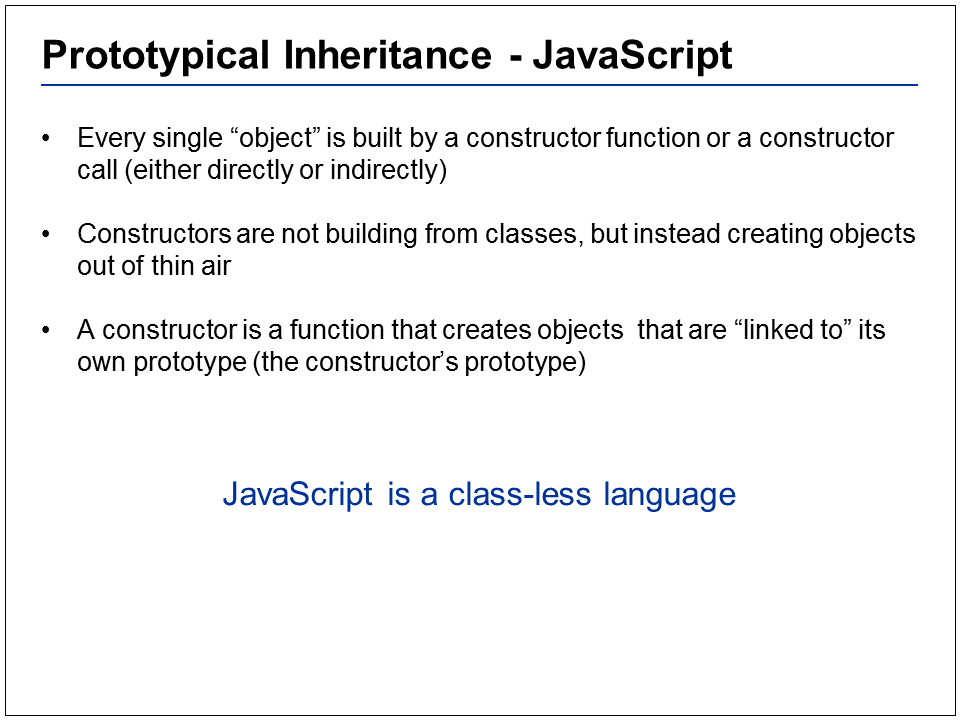 Prototypical Inheritance - JavaScript
• Every single “object” is built by a constructor function or a constructor
call (either directly or indirectly)
• Constructors are not building from classes, but instead creating objects
out of thin air
• A constructor is a function that creates objects  that are “linked to” its
own prototype (the constructor’s prototype)
JavaScript is a class-less language